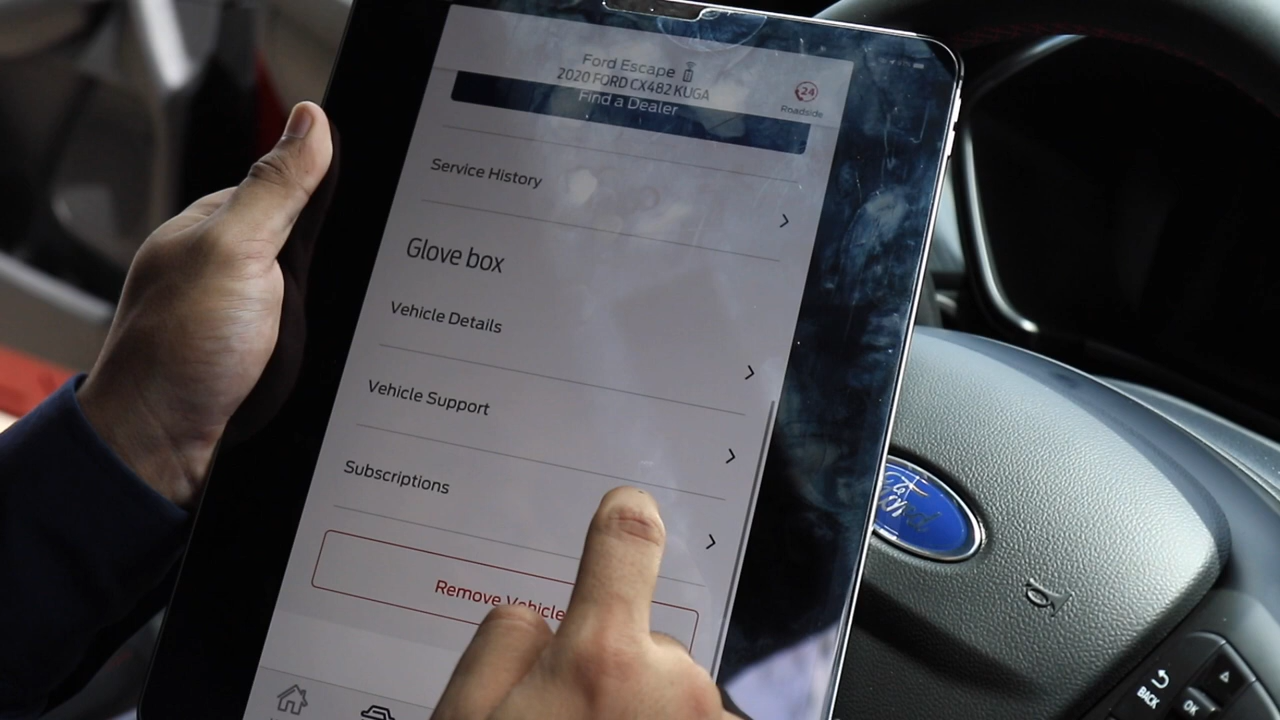 Ford Escape
2020 FORD CX482 KUGA
Find a Dealer
24
Roadside
Service History
Glove box
Vehicle Details
Vehicle Support
Subscriptions
Remove Vehicle
Ford
BACK
OK